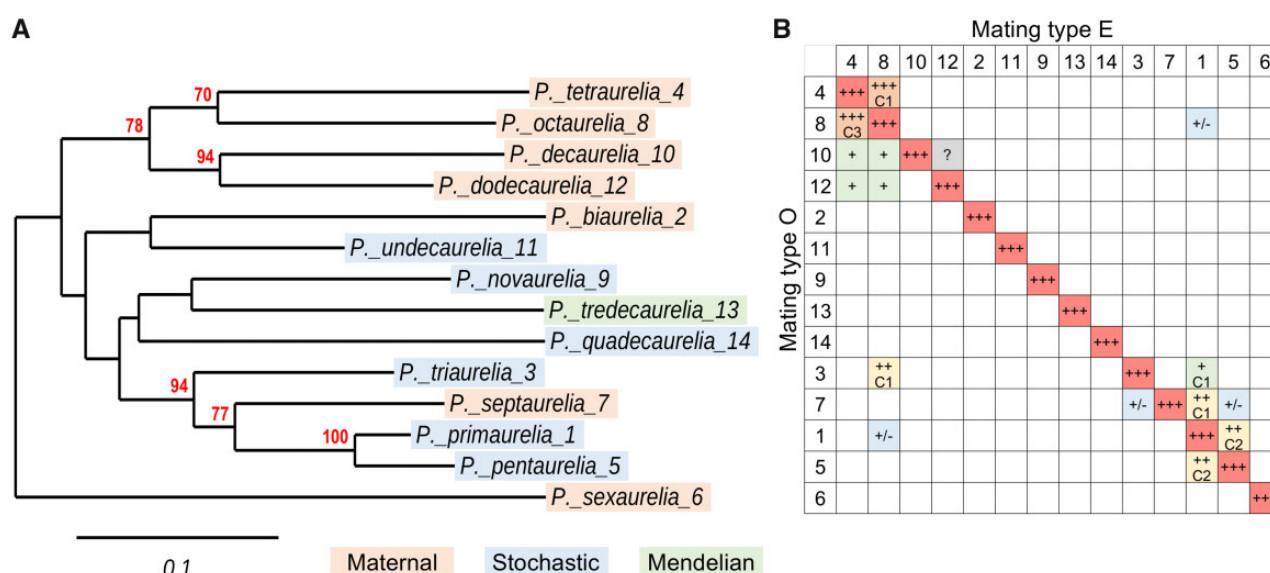 A
70
P._tetraurelia_4
78
P._octaurelia_8
94
P._decaurelia_10
P._dodecaurelia_12
P._biaurelia_2
P._undecaurelia_11
P._novaurelia_9
P._tredecaurelia_13
P._quadecaurelia_14
94
P._triaurelia_3
77
P._septaurelia_7
100
P._primaurelia_1
P._pentaurelia_5
P._sexaurelia_6
0.1
Maternal Stochastic Mendelian
B
Mating type E
4 8 10 12 2 11 9 13 14 3 7 1 5 6
Mating type O
4 +++ +++ C1
8 +++ C3 +++ +/-
10 + + +++ ?
12 + + +++
2 +++
11 +++
9 +++
13 +++
14 +++
3 ++ C1 +++ + C1
7 +/- +++ ++ C1 +/-
1 +/- +++ ++ C2
5 ++ C2 +++
6 ++